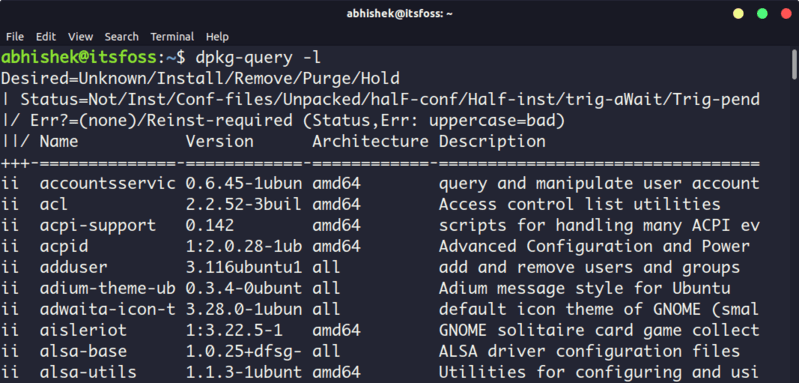 abhishek@itsfoss: ~
File Edit View Search Terminal Help
abhishek@itsfoss:~$ dpkg-query -l
Desired=Unknown/Install/Remove/Purge/Hold
| Status=Not/Inst/Conf-files/Unpacked/halF-conf/Half-inst/trig-aWait/Trig-pend
|/ Err?=(none)/Reinst-required (Status,Err: uppercase=bad)
||/ Name           Version      Architecture Description
+++-==============-============-============-==================================
ii  accountsservic 0.6.45-1ubun amd64        query and manipulate user account
ii  acl            2.2.52-3buil amd64        Access control list utilities
ii  acpi-support   0.142        amd64        scripts for handling many ACPI ev
ii  acpid          1:2.0.28-1ub amd64        Advanced Configuration and Power
ii  adduser        3.116ubuntu1 all          add and remove users and groups
ii  adium-theme-ub 0.3.4-0ubunt all          Adium message style for Ubuntu
ii  adwaita-icon-t 3.28.0-1ubun all          default icon theme of GNOME (smal
ii  aisleriot      1:3.22.5-1   amd64        GNOME solitaire card game collect
ii  alsa-base      1.0.25+dfsg- all          ALSA driver configuration files
ii  alsa-utils     1.1.3-1ubunt amd64        Utilities for configuring and usi